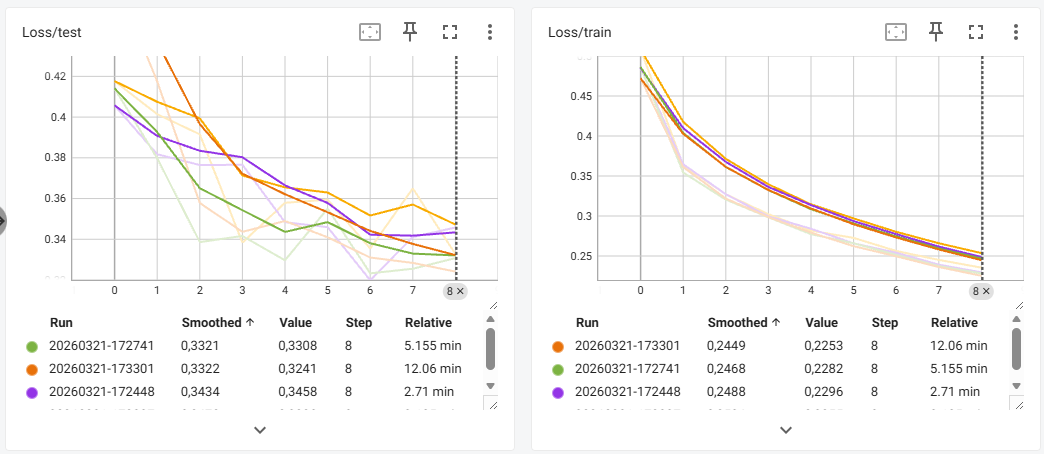 Loss/test
0.42
0.4
0.38
0.36
0.34
0 1 2 3 4 5 6 7 8 ×
Run Smoothed ↑ Value Step Relative
20260321-172741 0,3321 0,3308 8 5.155 min
20260321-173301 0,3322 0,3241 8 12.06 min
20260321-172448 0,3434 0,3458 8 2.71 min
Loss/train
0.45
0.4
0.35
0.3
0.25
0 1 2 3 4 5 6 7 8 ×
Run Smoothed ↑ Value Step Relative
20260321-173301 0,2449 0,2253 8 12.06 min
20260321-172741 0,2468 0,2282 8 5.155 min
20260321-172448 0,2488 0,2296 8 2.71 min